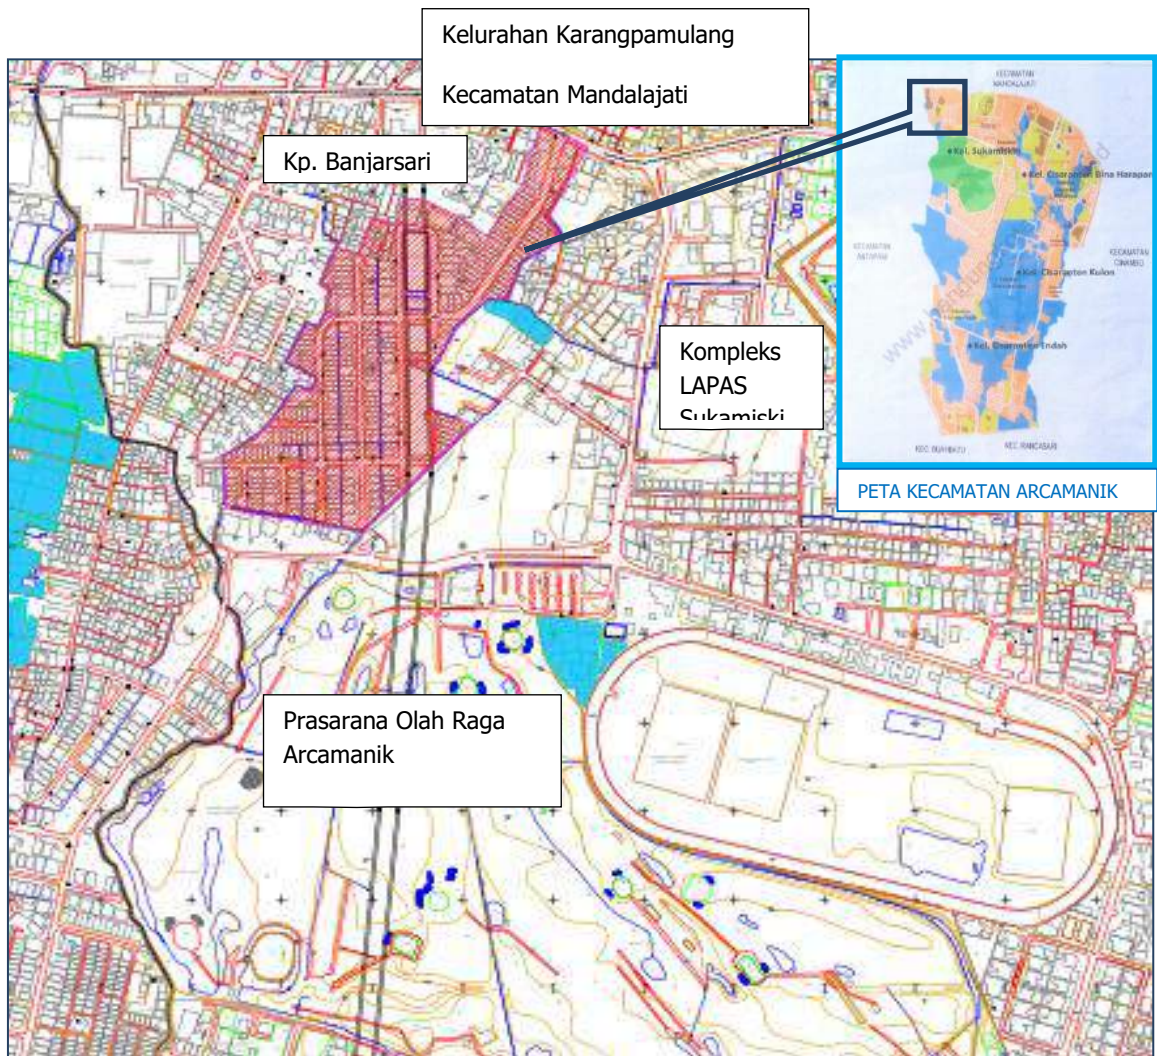 Kelurahan Karangpamulang
Kecamatan Mandalajati
Kp. Banjarsari
Kompleks
LAPAS
Sukamiski
Prasarana Olah Raga
Arcamanik
KECAMATAN
MANDALAJATI
Kel. Sukamiskin
Kel. Cisaranten Bina Harapan
KECAMATAN
ANTAPANI
KECAMATAN
CINAMBO
Kel. Cisaranten Kulon
Kel. Cisaranten Endah
KEC. BUAHBATU
KEC. RANCASARI
PETA KECAMATAN ARCAMANIK